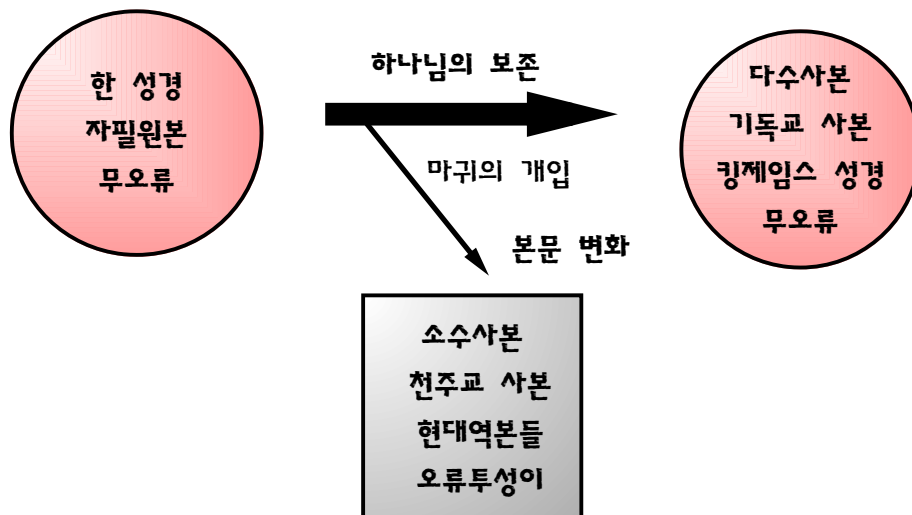 한 성경
자필원본
무오류
하나님의 보존
마귀의 개입
본문 변화
다수사본
기독교 사본
킹제임스 성경
무오류
소수사본
천주교 사본
현대역본들
오류투성이